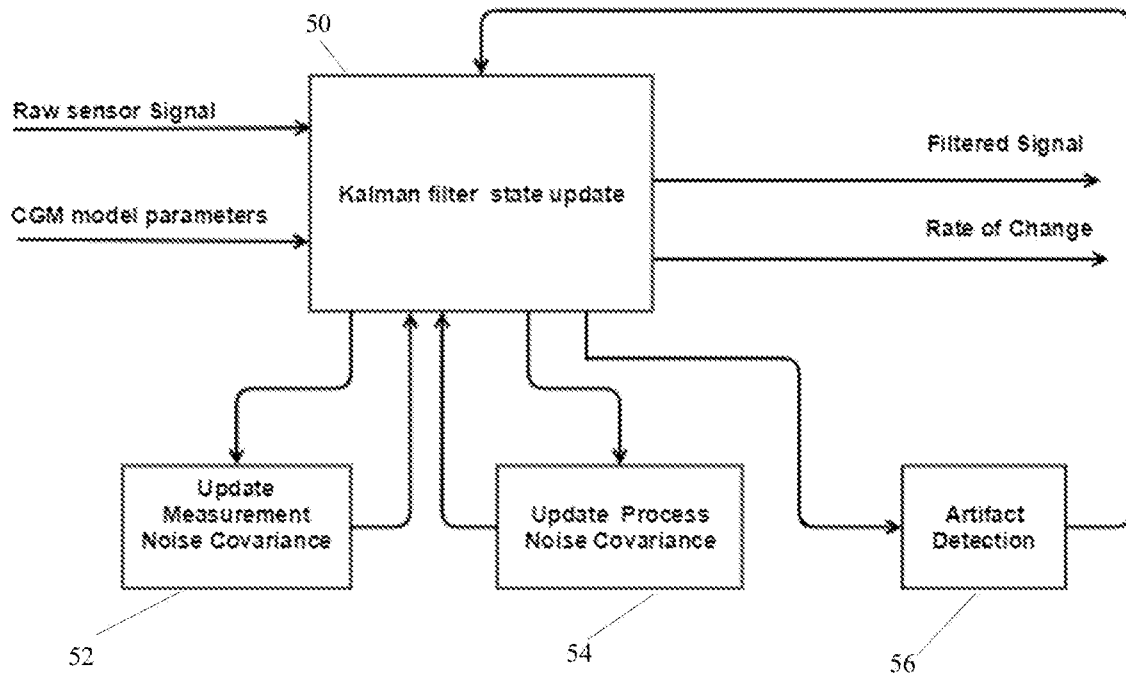 50
Raw sensor Signal
CGM model parameters
Kalman filter state update
Filtered Signal
Rate of Change
Update
Measurement
Noise Covariance
Update Process
Noise Covariance
Artifact
Detection
52
54
56